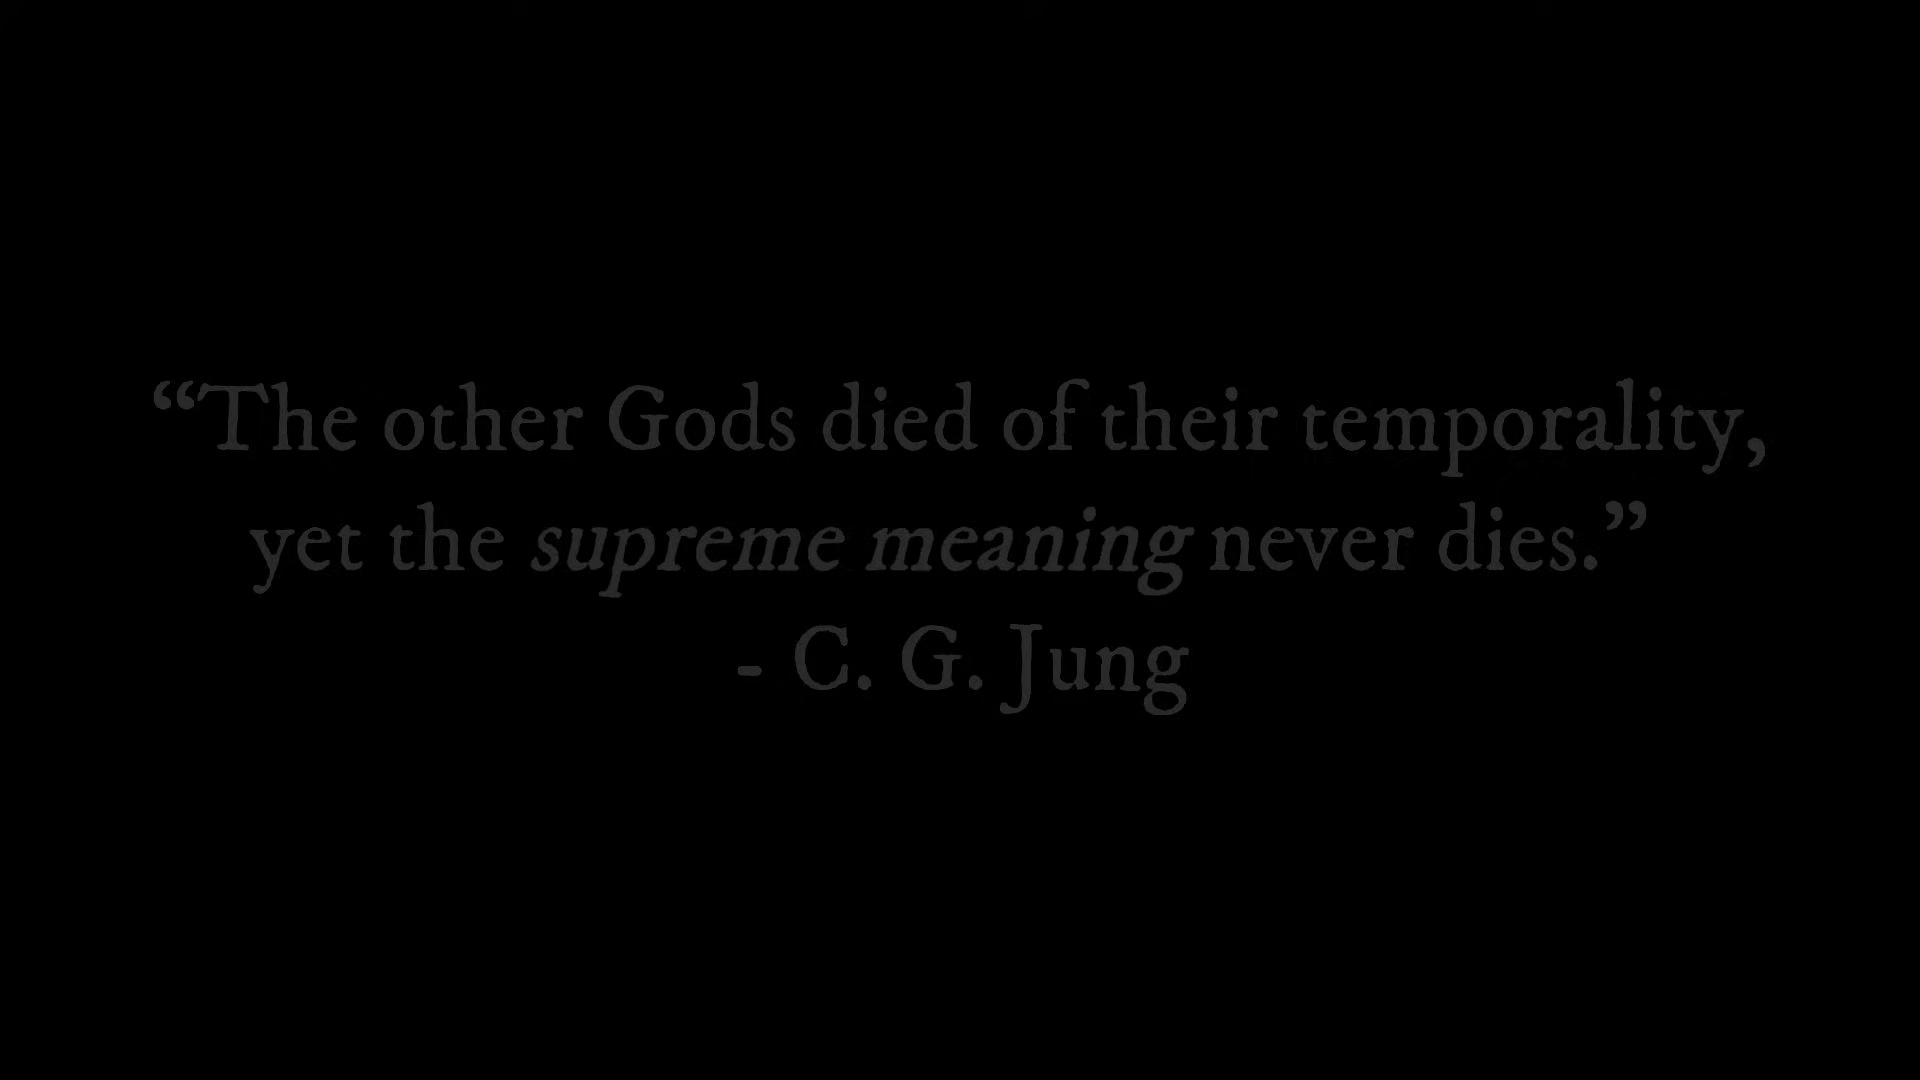 “The other Gods died of their temporality,
yet the supreme meaning never dies.”
- C. G. Jung